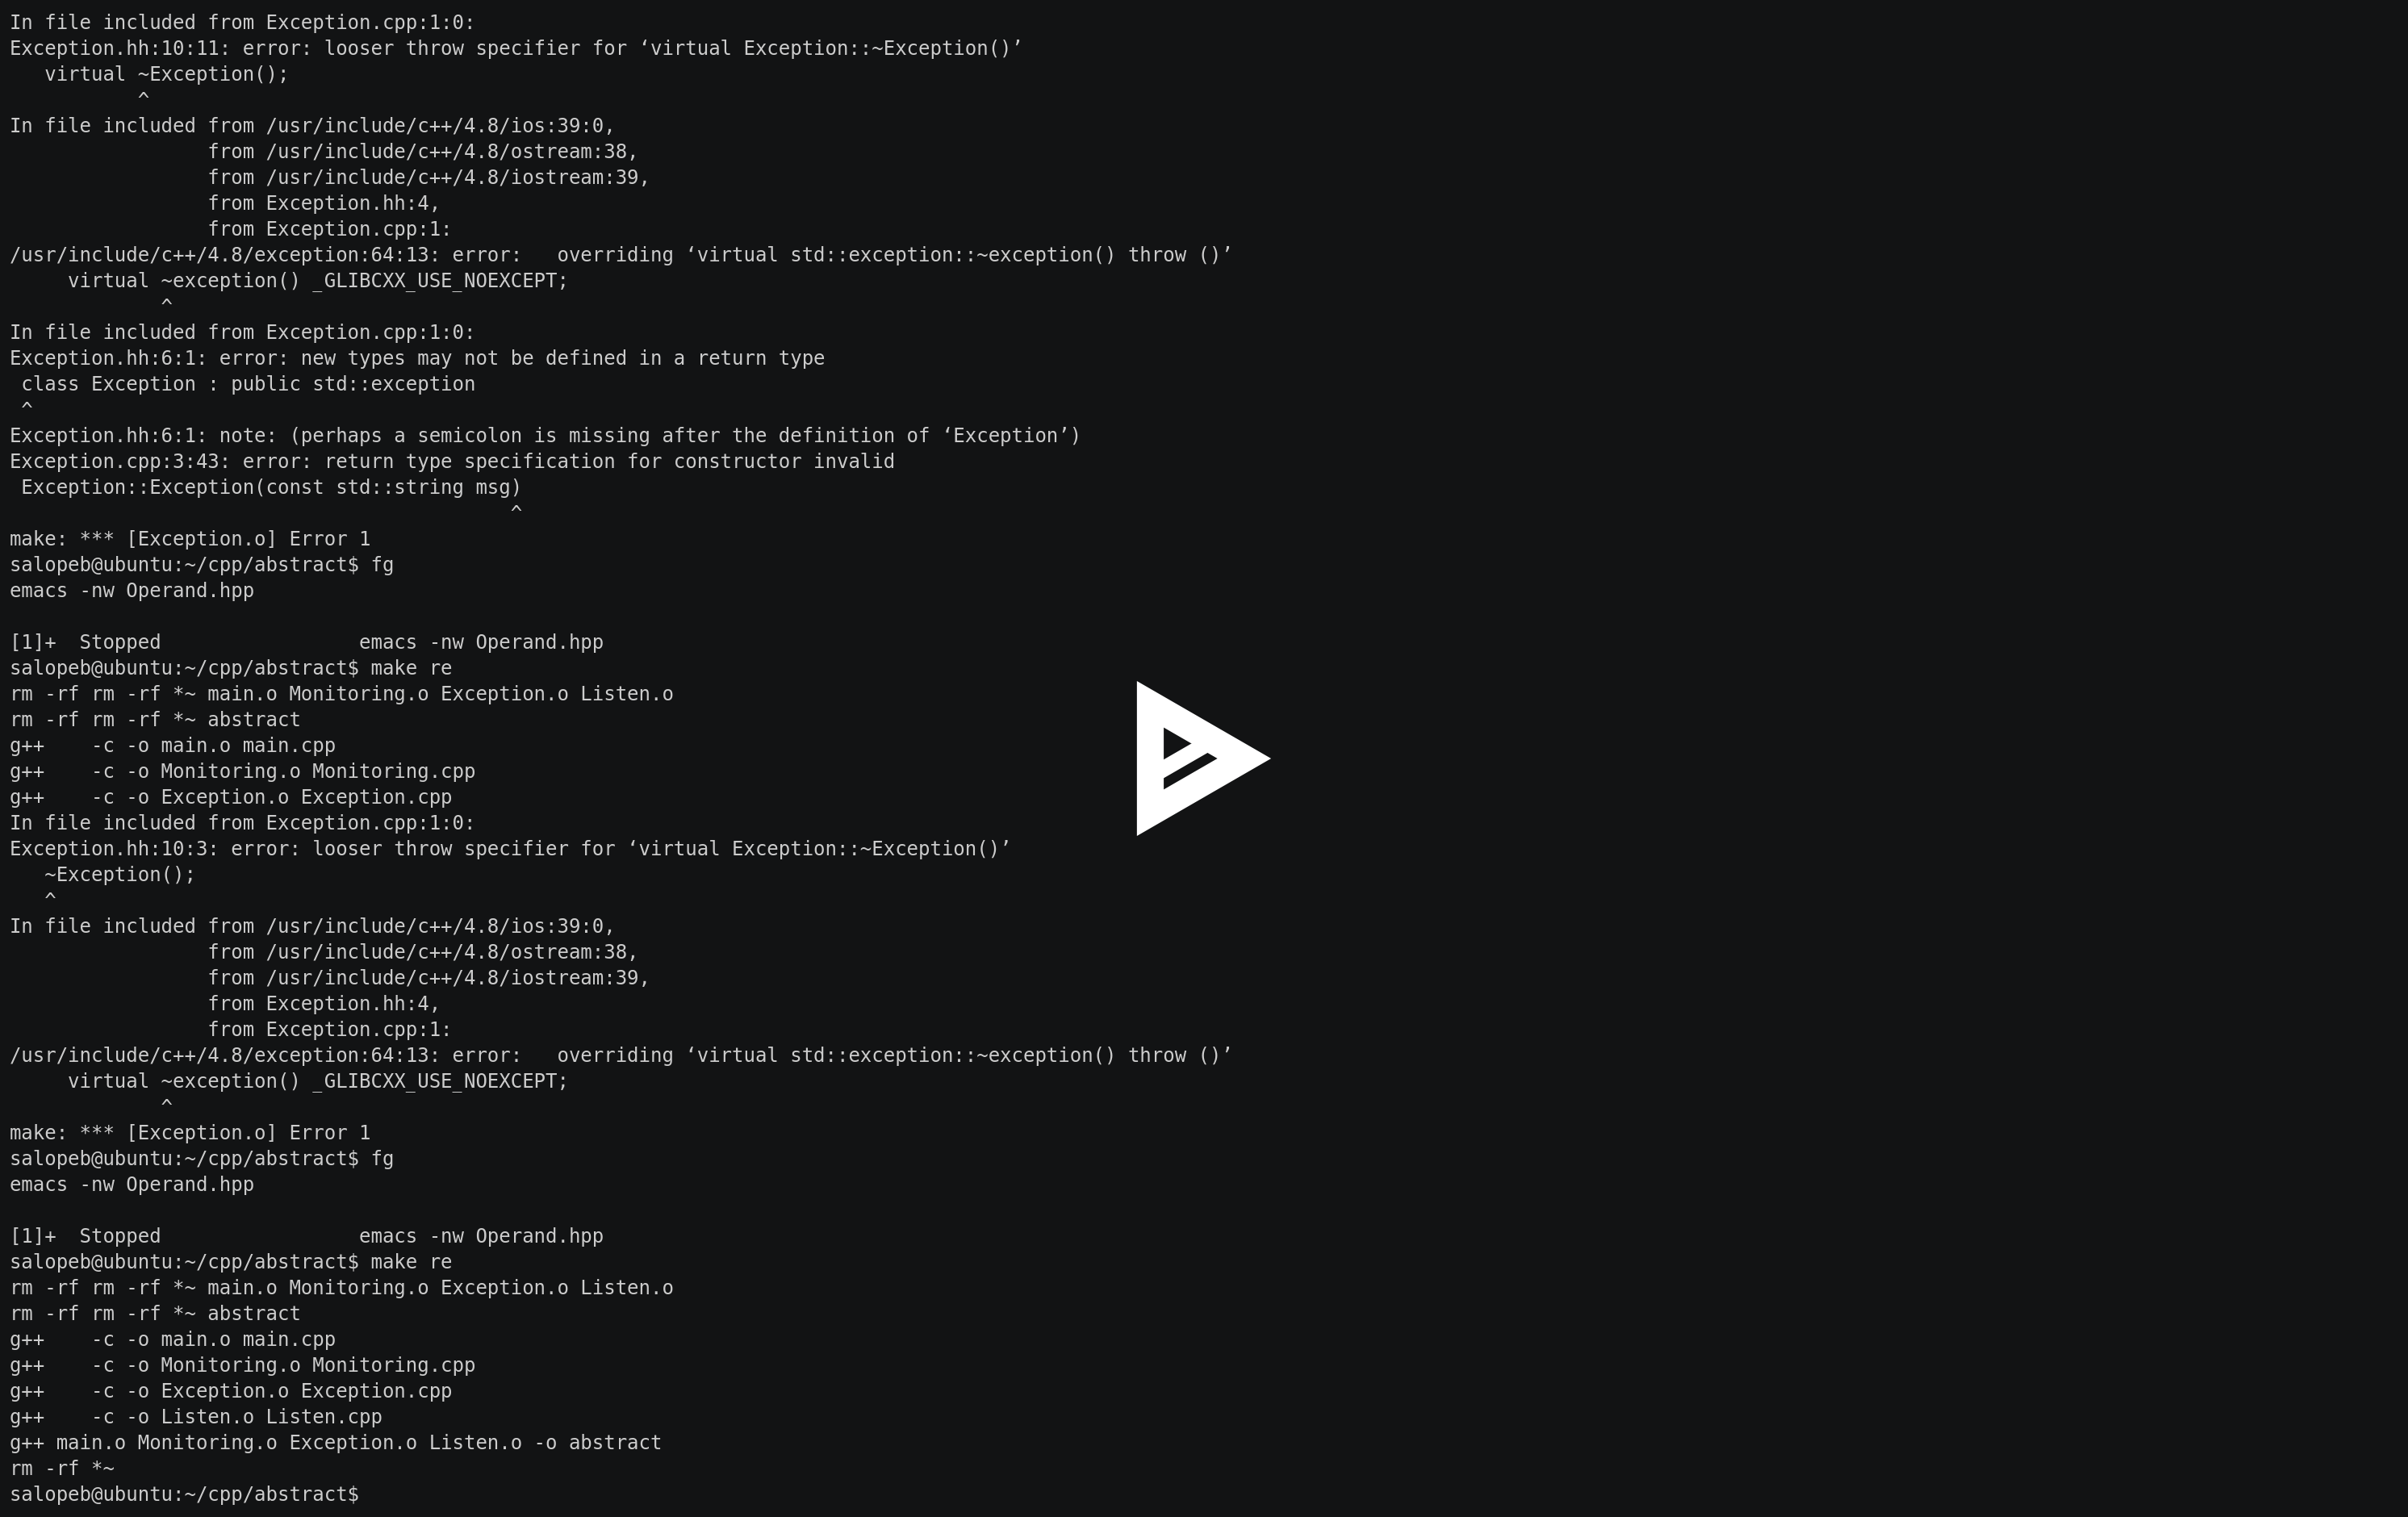 In file included from Exception.cpp:1:0:
Exception.hh:10:11: error: looser throw specifier for ‘virtual Exception::~Exception()’
   virtual ~Exception();
           ^
In file included from /usr/include/c++/4.8/ios:39:0,
                 from /usr/include/c++/4.8/ostream:38,
                 from /usr/include/c++/4.8/iostream:39,
                 from Exception.hh:4,
                 from Exception.cpp:1:
/usr/include/c++/4.8/exception:64:13: error:   overriding ‘virtual std::exception::~exception() throw ()’
     virtual ~exception() _GLIBCXX_USE_NOEXCEPT;
             ^
In file included from Exception.cpp:1:0:
Exception.hh:6:1: error: new types may not be defined in a return type
 class Exception : public std::exception
 ^
Exception.hh:6:1: note: (perhaps a semicolon is missing after the definition of ‘Exception’)
Exception.cpp:3:43: error: return type specification for constructor invalid
 Exception::Exception(const std::string msg)
                                           ^
make: *** [Exception.o] Error 1
salopeb@ubuntu:~/cpp/abstract$ fg
emacs -nw Operand.hpp

[1]+  Stopped                 emacs -nw Operand.hpp
salopeb@ubuntu:~/cpp/abstract$ make re
rm -rf rm -rf *~ main.o Monitoring.o Exception.o Listen.o
rm -rf rm -rf *~ abstract
g++    -c -o main.o main.cpp
g++    -c -o Monitoring.o Monitoring.cpp
g++    -c -o Exception.o Exception.cpp
In file included from Exception.cpp:1:0:
Exception.hh:10:3: error: looser throw specifier for ‘virtual Exception::~Exception()’
   ~Exception();
   ^
In file included from /usr/include/c++/4.8/ios:39:0,
                 from /usr/include/c++/4.8/ostream:38,
                 from /usr/include/c++/4.8/iostream:39,
                 from Exception.hh:4,
                 from Exception.cpp:1:
/usr/include/c++/4.8/exception:64:13: error:   overriding ‘virtual std::exception::~exception() throw ()’
     virtual ~exception() _GLIBCXX_USE_NOEXCEPT;
             ^
make: *** [Exception.o] Error 1
salopeb@ubuntu:~/cpp/abstract$ fg
emacs -nw Operand.hpp

[1]+  Stopped                 emacs -nw Operand.hpp
salopeb@ubuntu:~/cpp/abstract$ make re
rm -rf rm -rf *~ main.o Monitoring.o Exception.o Listen.o
rm -rf rm -rf *~ abstract
g++    -c -o main.o main.cpp
g++    -c -o Monitoring.o Monitoring.cpp
g++    -c -o Exception.o Exception.cpp
g++    -c -o Listen.o Listen.cpp
g++ main.o Monitoring.o Exception.o Listen.o -o abstract
rm -rf *~
salopeb@ubuntu:~/cpp/abstract$